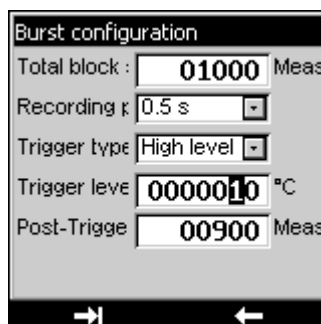 Burst configuration
Total block : 01000 Meas
Recording p 0.5 s
Trigger type High level
Trigger leve 0000010 °C
Post-Trigge 00900 Meas